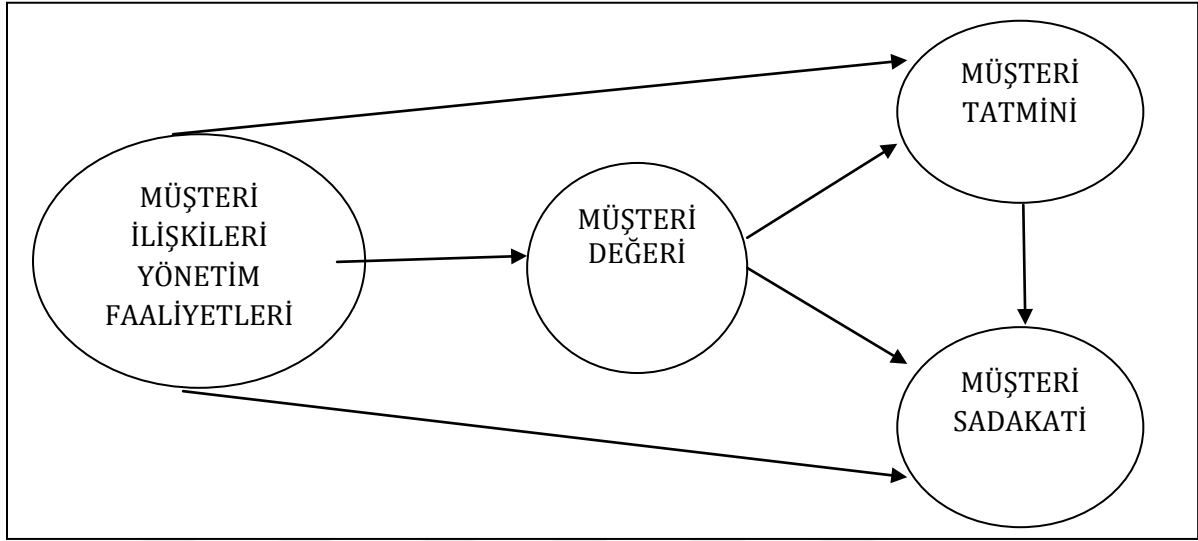 MÜŞTERİ
TATMİNİ
MÜŞTERİ
İLİŞKİLERİ
YÖNETİM
FAALİYETLERİ
MÜŞTERİ
DEĞERİ
MÜŞTERİ
SADAKATİ